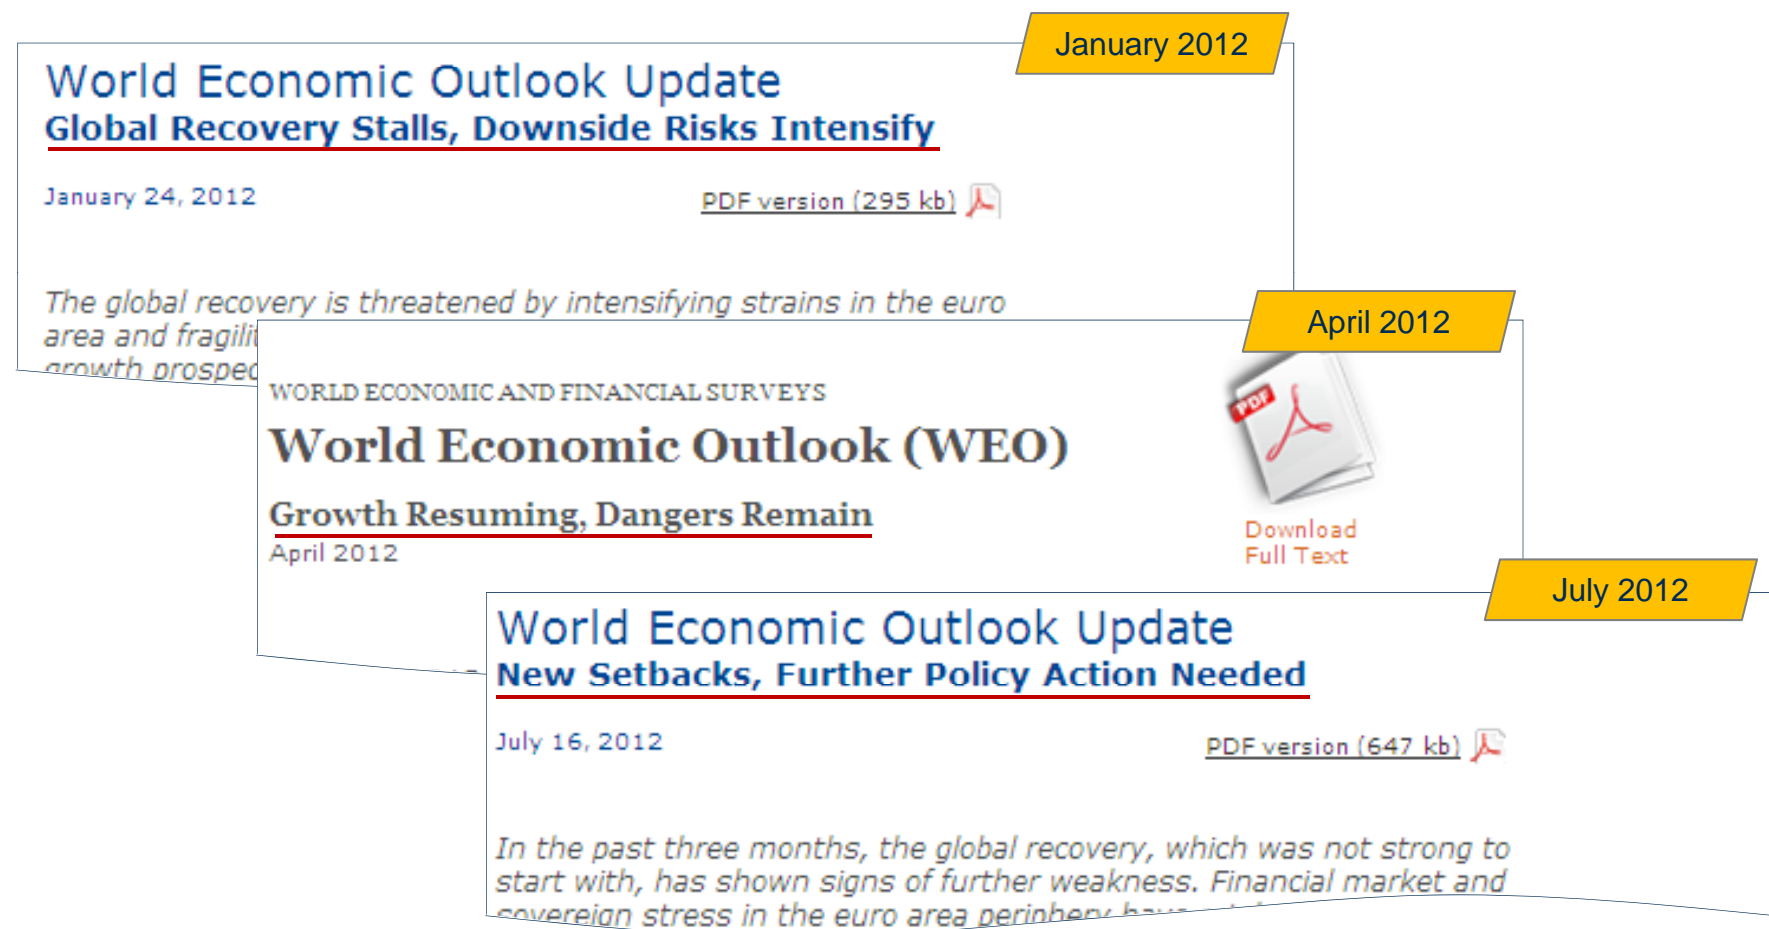 January 2012
World Economic Outlook Update
Global Recovery Stalls, Downside Risks Intensify
January 24, 2012
PDF version (295 kb)
The global recovery is threatened by intensifying strains in the euro
area and
growth
April 2012
WORLD ECONOMIC AND FINANCIAL SURVEYS
World Economic Outlook (WEO)
PDF
Growth Resuming, Dangers Remain
April 2012
Download
Full Text
July 2012
World Economic Outlook Update
New Setbacks, Further Policy Action Needed
July 16, 2012
PDF version (647 kb)
In the past three months, the global recovery, which was not strong to
start with, has shown signs of further weakness. Financial market and
sovereign stress in the euro area periphery have